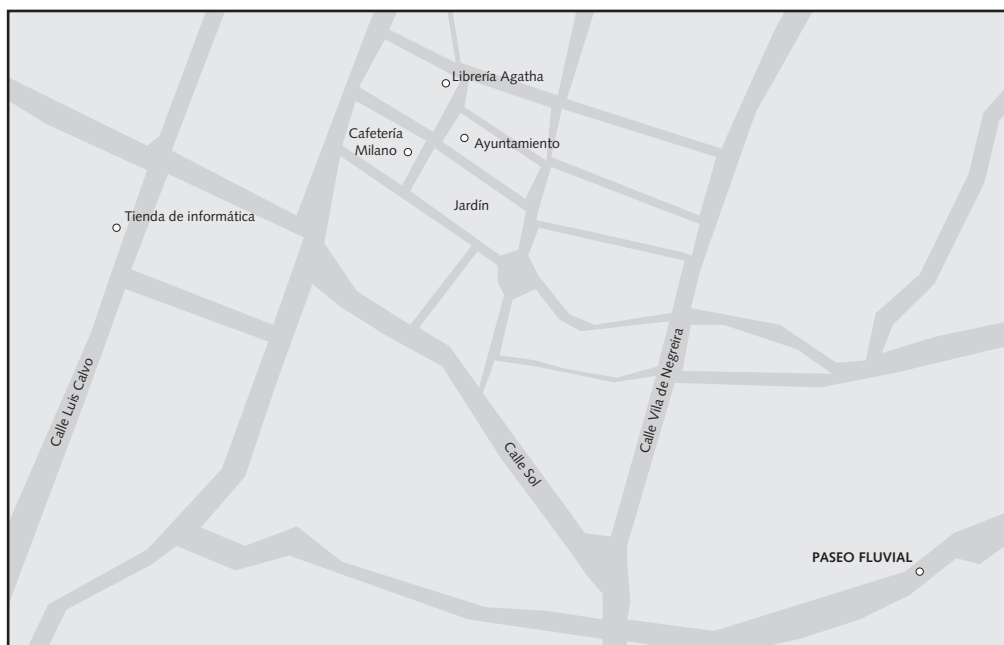 Librería Agatha
Cafetería
Milano
Ayuntamiento
Jardín
Tienda de informática
Calle Luis Calvo
Calle Sol
Calle Vila de Negreira
PASEO FLUVIAL